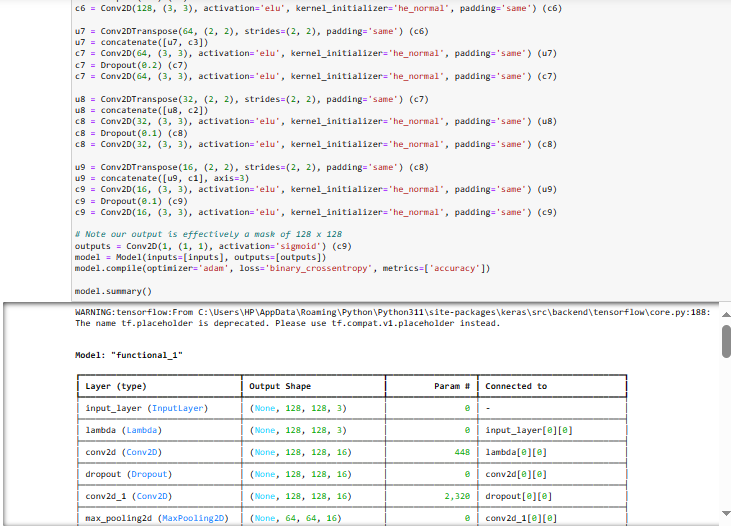 c6 = Conv2D(128, (3, 3), activation='elu', kernel_initializer='he_normal', padding='same') (c6)
u7 = Conv2DTranspose(64, (2, 2), strides=(2, 2), padding='same') (c6)
u7 = concatenate([u7, c3])
c7 = Conv2D(64, (3, 3), activation='elu', kernel_initializer='he_normal', padding='same') (u7)
c7 = Dropout(0.2) (c7)
c7 = Conv2D(64, (3, 3), activation='elu', kernel_initializer='he_normal', padding='same') (c7)
u8 = Conv2DTranspose(32, (2, 2), strides=(2, 2), padding='same') (c7)
u8 = concatenate([u8, c2])
c8 = Conv2D(32, (3, 3), activation='elu', kernel_initializer='he_normal', padding='same') (u8)
c8 = Dropout(0.1) (c8)
c8 = Conv2D(32, (3, 3), activation='elu', kernel_initializer='he_normal', padding='same') (c8)
u9 = Conv2DTranspose(16, (2, 2), strides=(2, 2), padding='same') (c8)
u9 = concatenate([u9, c1], axis=3)
c9 = Conv2D(16, (3, 3), activation='elu', kernel_initializer='he_normal', padding='same') (u9)
c9 = Dropout(0.1) (c9)
c9 = Conv2D(16, (3, 3), activation='elu', kernel_initializer='he_normal', padding='same') (c9)
# Note our output is effectively a mask of 128 x 128
outputs = Conv2D(1, (1, 1), activation='sigmoid') (c9)
model = Model(inputs=[inputs], outputs=[outputs])
model.compile(optimizer='adam', loss='binary_crossentropy', metrics=['accuracy'])
model.summary()
WARNING:tensorflow:From C:\Users\HP\AppData\Roaming\Python\Python311\site-packages\keras\src\backend\tensorflow\core.py:188:
The name tf.placeholder is deprecated. Please use tf.compat.v1.placeholder instead.
Model: "functional_1"
Layer (type) Output Shape Param # Connected to
input_layer (InputLayer) (None, 128, 128, 3) 0 -
lambda (Lambda) (None, 128, 128, 3) 0 input_layer[0][0]
conv2d (Conv2D) (None, 128, 128, 16) 448 lambda[0][0]
dropout (Dropout) (None, 128, 128, 16) 0 conv2d[0][0]
conv2d_1 (Conv2D) (None, 128, 128, 16) 2,320 dropout[0][0]
max_pooling2d (MaxPooling2D) (None, 64, 64, 16) 0 conv2d_1[0][0]